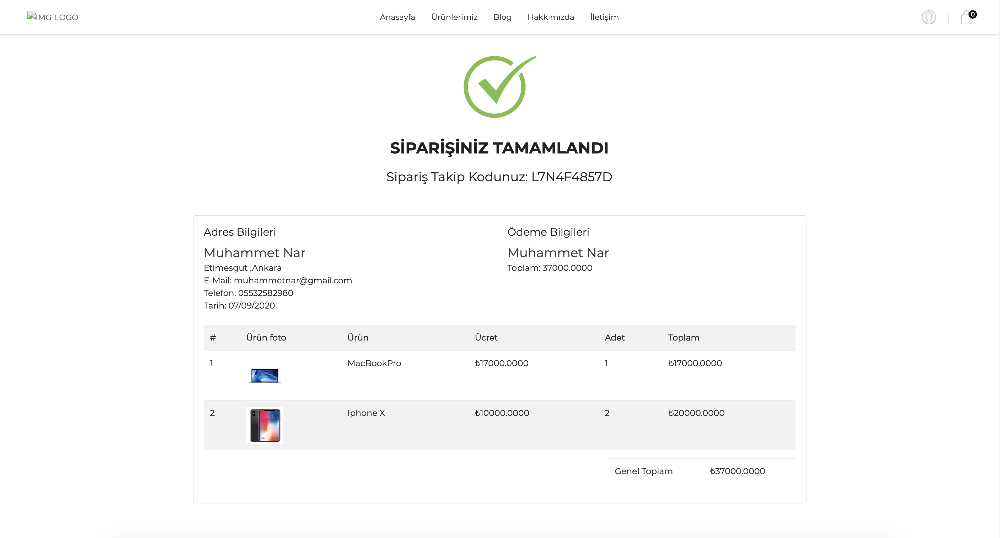 IMG-LOGO
Anasayfa Ürünlerimiz Blog Hakkımızda İletişim
0
SİPARİŞİNİZ TAMAMLANDI
Sipariş Takip Kodunuz: L7N4F4857D
Adres Bilgileri
Muhammet Nar
Etimesgut ,Ankara
E-Mail: muhammetnar@gmail.com
Telefon: 05532582980
Tarih: 07/09/2020
Ödeme Bilgileri
Muhammet Nar
Toplam: 37000.0000
# Ürün foto Ürün Ücret Adet Toplam
1 MacBookPro ₺17000.0000 1 ₺17000.0000
9:41
2 Iphone X ₺10000.0000 2 ₺20000.0000
Genel Toplam ₺37000.0000